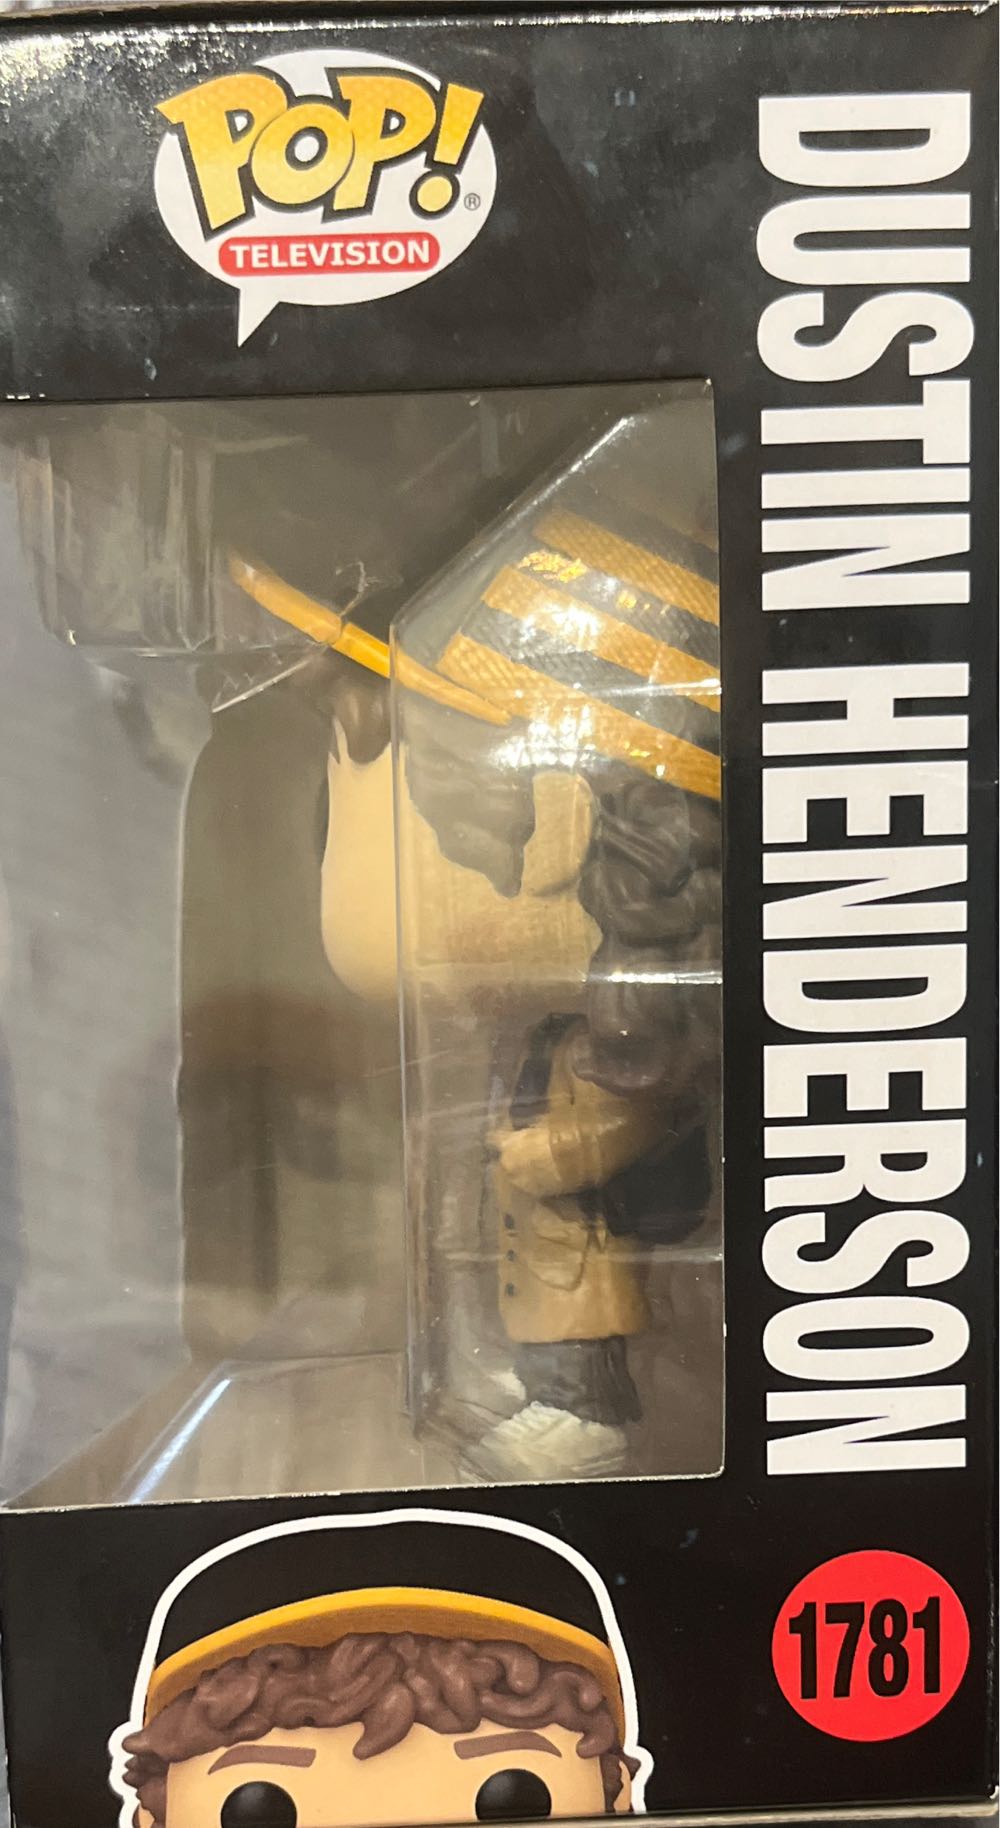 POP!®
TELEVISION
DUSTIN HENDERSON
1781